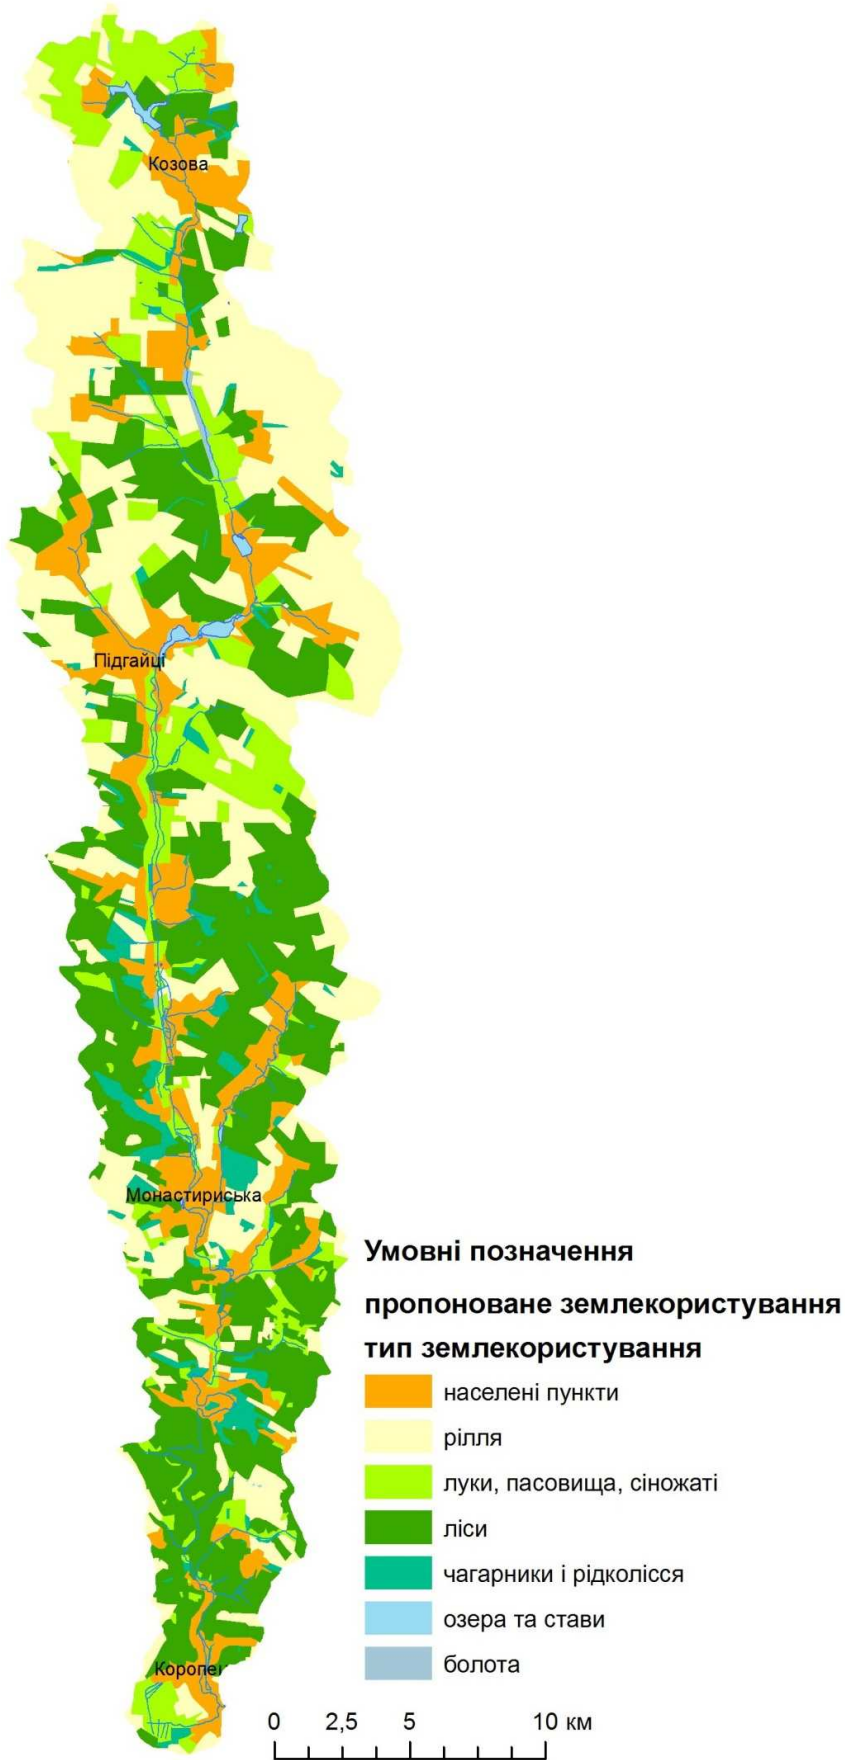 Козова
Підгайці
Монастириська
Умовні позначення
пропоноване землекористування
тип землекористування
населені пункти
рілля
луки, пасовища, сіножаті
ліси
чагарники і рідколісся
озера та стави
болота
Коропец
0 2,5 5 10 км